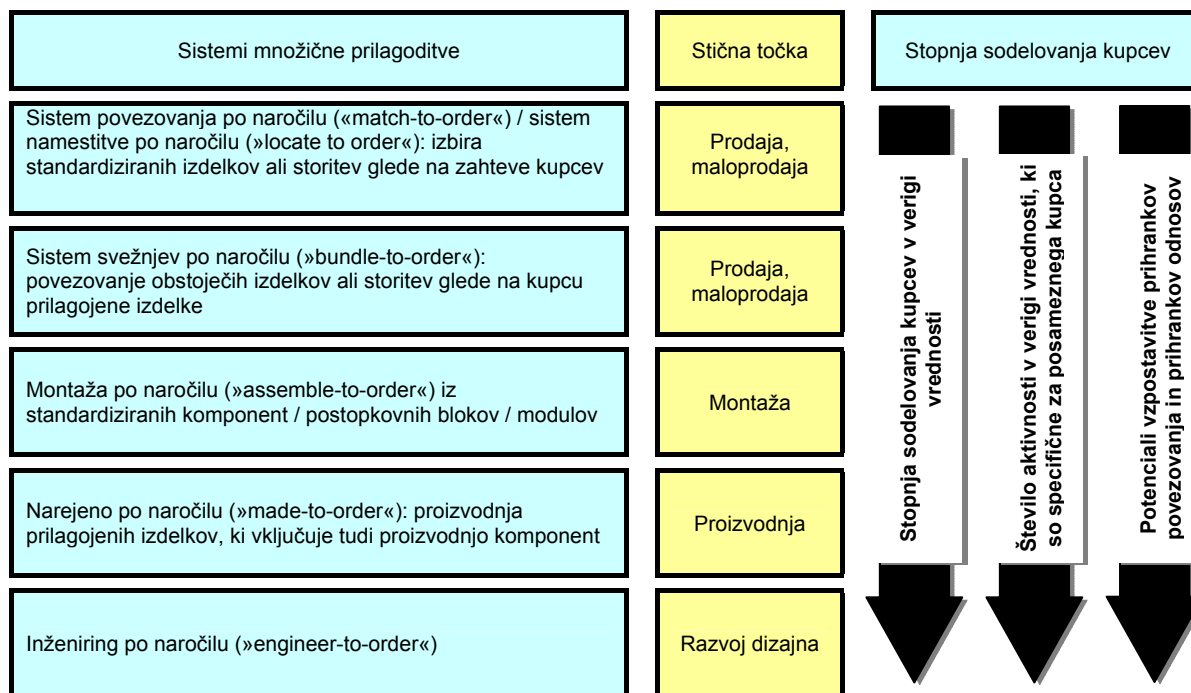 Sistemi množične prilagoditve
Stična točka
Stopnja sodelovanja kupcev
Sistem povezovanja po naročilu («match-to-order«) / sistem
namestitve po naročilu (»locate to order«): izbira
standardiziranih izdelkov ali storitev glede na zahteve kupcev
Prodaja,
maloprodaja
Sistem svežnjev po naročilu (»bundle-to-order«):
povezovanje obstoječih izdelkov ali storitev glede na kupcu
prilagojene izdelke
Prodaja,
maloprodaja
Montaža po naročilu (»assemble-to-order«) iz
standardiziranih komponent / postopkovnih blokov / modulov
Montaža
Narejeno po naročilu (»made-to-order«): proizvodnja
prilagojenih izdelkov, ki vključuje tudi proizvodnjo komponent
Proizvodnja
Inženiring po naročilu (»engineer-to-order«)
Razvoj dizajna
Stopnja sodelovanja kupcev v verigi
vrednosti
Število aktivnosti v verigi vrednosti, ki
so specifične za posameznega kupca
Potenciali vzpostavitve prihrankov
povezovanja in prihrankov odnosov